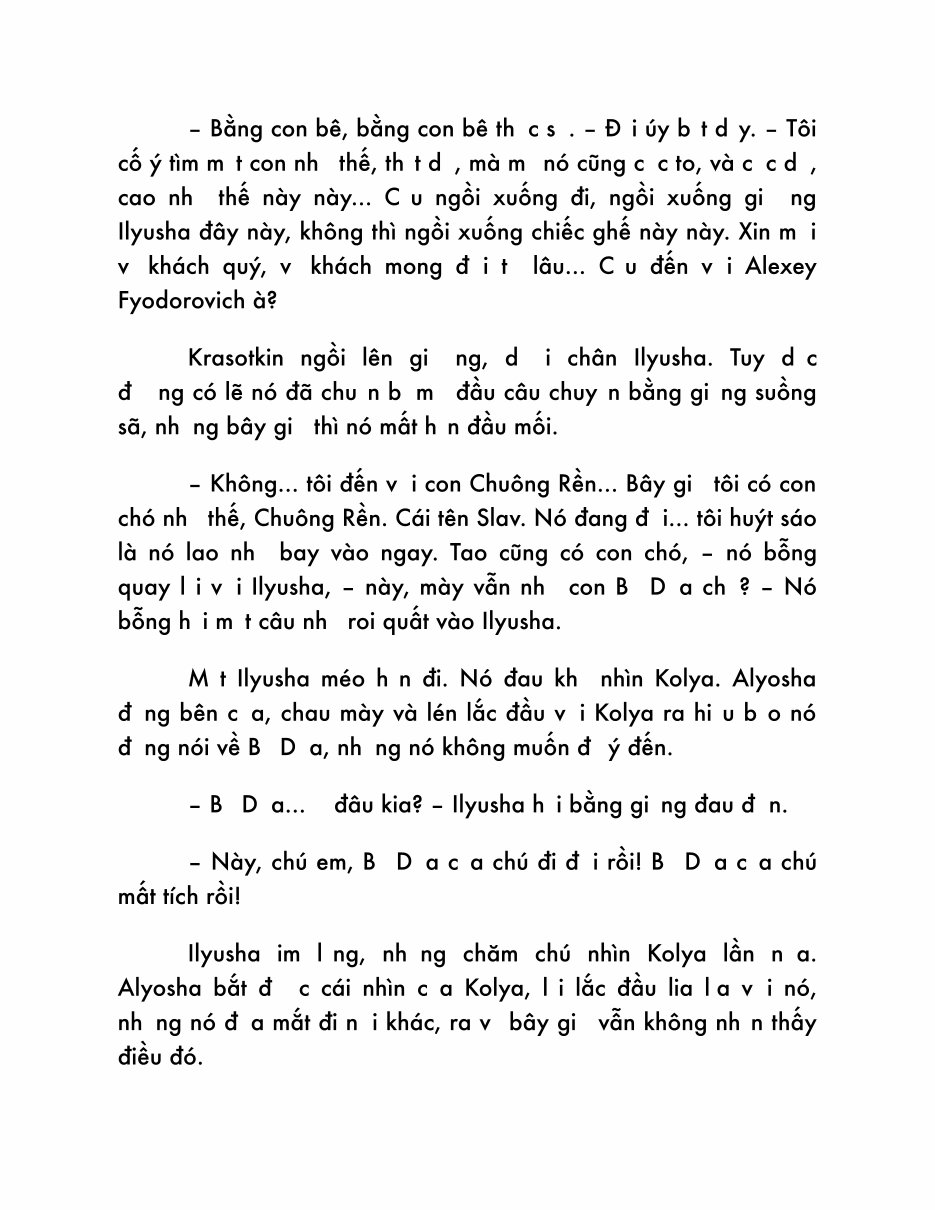 – Bằng con bê, bằng con bê th c s . – Đ i úy b t d y. – Tôi
cố ý tìm m t con nh thế, th t d , mà m nó cũng c c to, và c c d ,
cao nh thế này này... C u ngồi xuống đi, ngồi xuống gi ng
Ilyusha đây này, không thì ngồi xuống chiếc ghế này này. Xin m i
v khách quý, v khách mong đ i t lâu... C u đến v i Alexey
Fyodorovich à?
Krasotkin ngồi lên gi ng, d i chân Ilyusha. Tuy d c
đ ng có lẽ nó đã chu n b m đầu câu chuy n bằng gi ng suồng
sã, nh ng bây gi thì nó mất h n đầu mối.
– Không... tôi đến v i con Chuông Rền... Bây gi tôi có con
chó nh thế, Chuông Rền. Cái tên Slav. Nó đang đ i... tôi huýt sáo
là nó lao nh bay vào ngay. Tao cũng có con chó, – nó bỗng
quay l i v i Ilyusha, – này, mày vẫn nh con B D a ch ? – Nó
bỗng h i m t câu nh roi quất vào Ilyusha.
M t Ilyusha méo h n đi. Nó đau kh nhìn Kolya. Alyosha
đ ng bên c a, chau mày và lén lắc đầu v i Kolya ra hi u b o nó
đ ng nói về B D a, nh ng nó không muốn đ ý đến.
– B D a... đâu kia? – Ilyusha h i bằng gi ng đau đ n.
– Này, chú em, B D a c a chú đi đ i rồi! B D a c a chú
mất tích rồi!
Ilyusha im l ng, nh ng chăm chú nhìn Kolya lần n a.
Alyosha bắt đ c cái nhìn c a Kolya, l i lắc đầu lia l a v i nó,
nh ng nó đ a mắt đi n i khác, ra v bây gi vẫn không nh n thấy
điều đó.